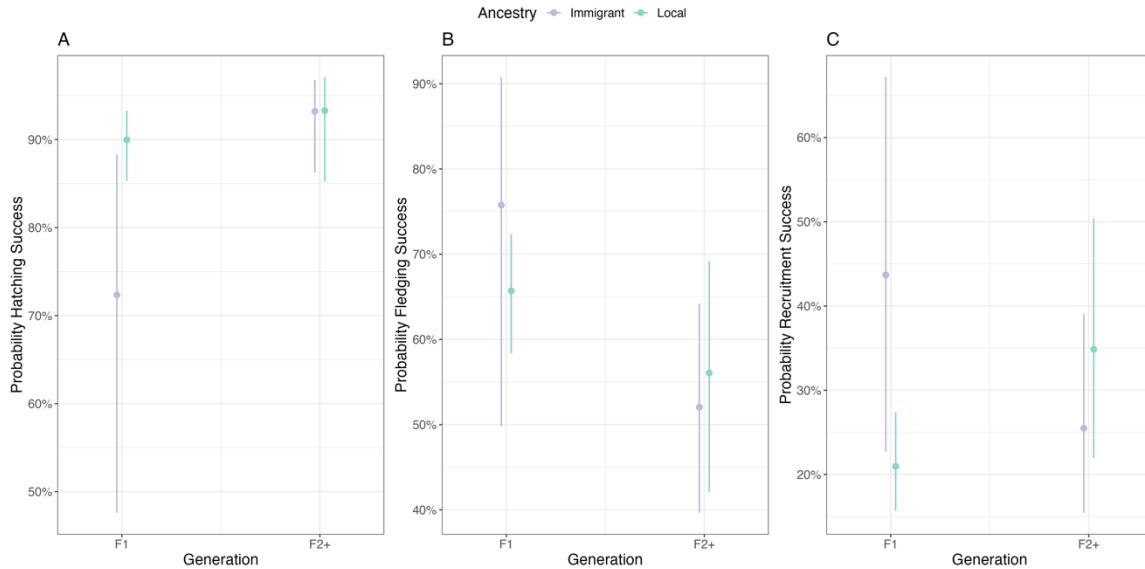 Ancestry Immigrant Local
A
Probability Hatching Success
90%
80%
70%
60%
50%
F1 F2+
Generation
B
Probability Fledging Success
90%
80%
70%
60%
50%
40%
F1 F2+
Generation
C
Probability Recruitment Success
60%
50%
40%
30%
20%
F1 F2+
Generation